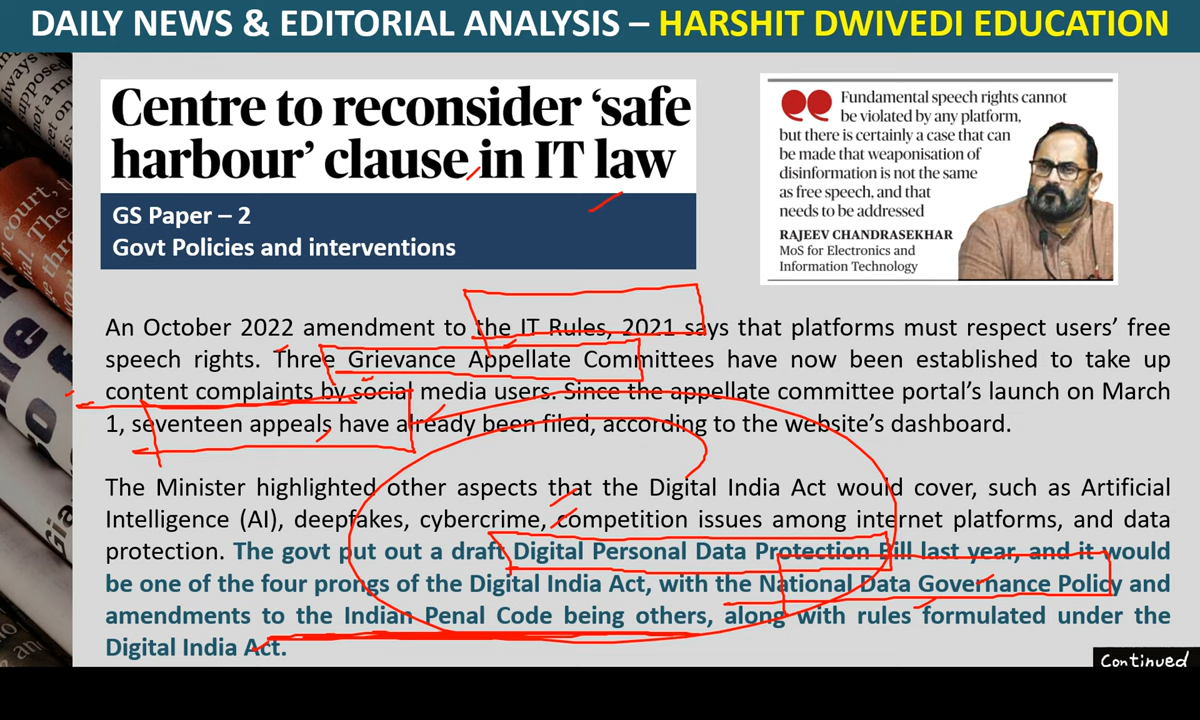 DAILY NEWS & EDITORIAL ANALYSIS – HARSHIT DWIVEDI EDUCATION
Centre to reconsider ‘safe
harbour’ clause in IT law
GS Paper – 2
Govt Policies and interventions
Fundamental speech rights cannot
be violated by any platform,
but there is certainly a case that can
be made that weaponisation of
disinformation is not the same
as free speech, and that
needs to be addressed
RAJEEV CHANDRASEKHAR
MoS for Electronics and
Information Technology
An October 2022 amendment to the IT Rules, 2021 says that platforms must respect users’ free
speech rights. Three Grievance Appellate Committees have now been established to take up
content complaints by social media users. Since the appellate committee portal’s launch on March
1, seventeen appeals have already been filed, according to the website’s dashboard.
The Minister highlighted other aspects that the Digital India Act would cover, such as Artificial
Intelligence (AI), deepfakes, cybercrime, competition issues among internet platforms, and data
protection. The govt put out a draft Digital Personal Data Protection Bill last year, and it would
be one of the four prongs of the Digital India Act, with the National Data Governance Policy and
amendments to the Indian Penal Code being others, along with rules formulated under the
Digital India Act.
Continued